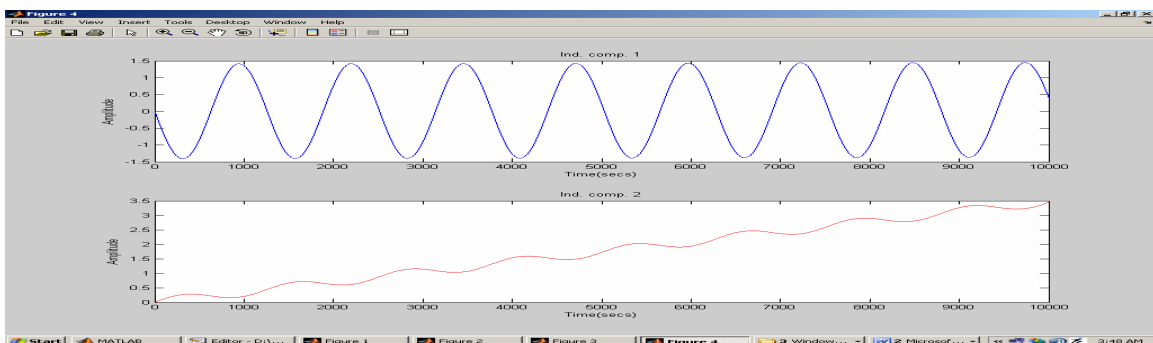 Figure 4
File Edit View Insert Tools Desktop Window Help
Ind. comp. 1
1.5
1
0.5
0
-0.5
-1
-1.5
Amplitude
0 1000 2000 3000 4000 5000 6000 7000 8000 9000 10000
Time(secs)
Ind. comp. 2
3.5
3
2.5
2
1.5
1
0.5
0
Amplitude
0 1000 2000 3000 4000 5000 6000 7000 8000 9000 10000
Time(secs)
Start MATLAB Editor - D:\... Figure 1 Figure 2 Figure 3 Figure 4 3 Window... 2 Microsof... 3:48 AM